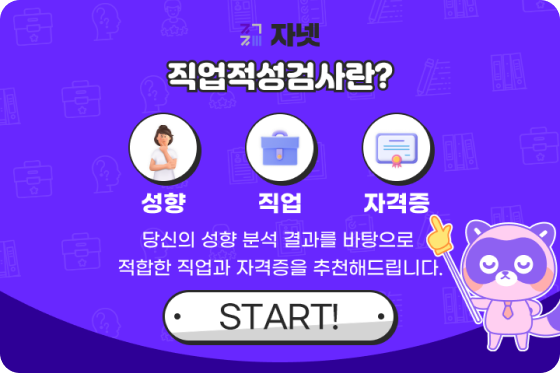 자넷
직업적성검사란?
성향 직업 자격증
당신의 성향 분석 결과를 바탕으로
적합한 직업과 자격증을 추천해드립니다.
START!